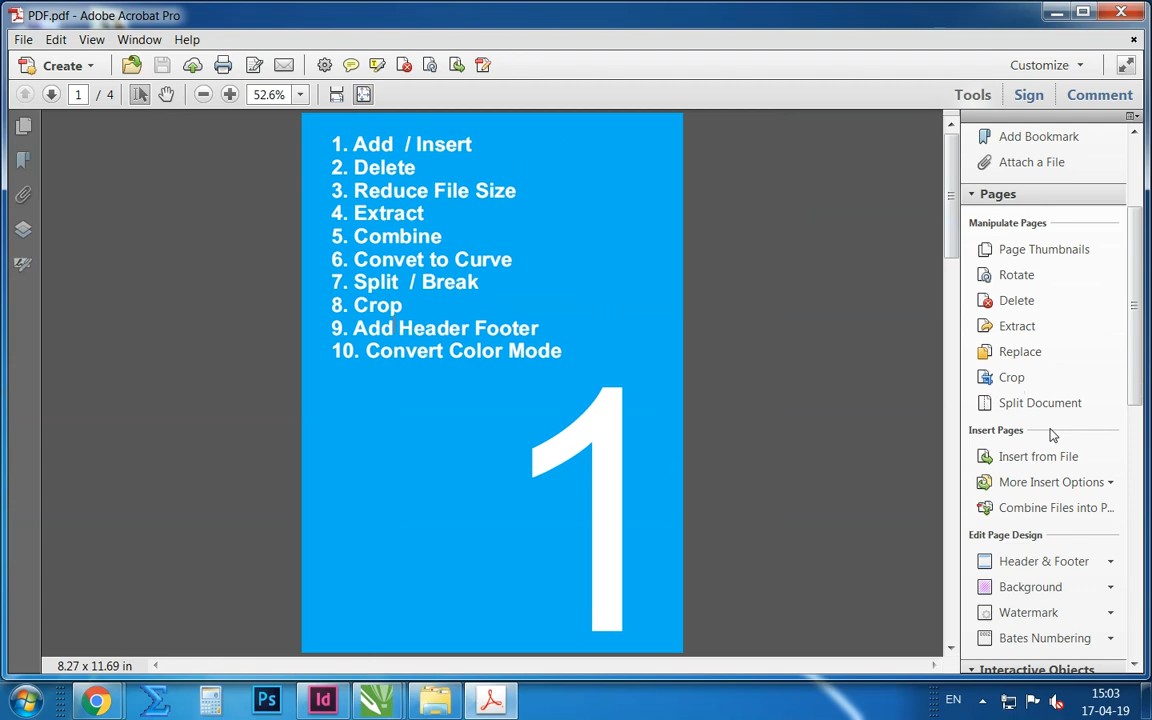 PDF.pdf - Adobe Acrobat Pro
File Edit View Window Help
Create Customize
1 / 4 52.6% Tools Sign Comment
Add Bookmark
Attach a File
Pages
Manipulate Pages
Page Thumbnails
Rotate
Delete
Extract
Replace
Crop
Split Document
Insert Pages
Insert from File
More Insert Options
Combine Files into P...
Edit Page Design
Header & Footer
Background
Watermark
Bates Numbering
Interactive Objects
1. Add / Insert
2. Delete
3. Reduce File Size
4. Extract
5. Combine
6. Convet to Curve
7. Split / Break
8. Crop
9. Add Header Footer
10. Convert Color Mode
1
8.27 x 11.69 in
Ps Id EN 15:03
17-04-19